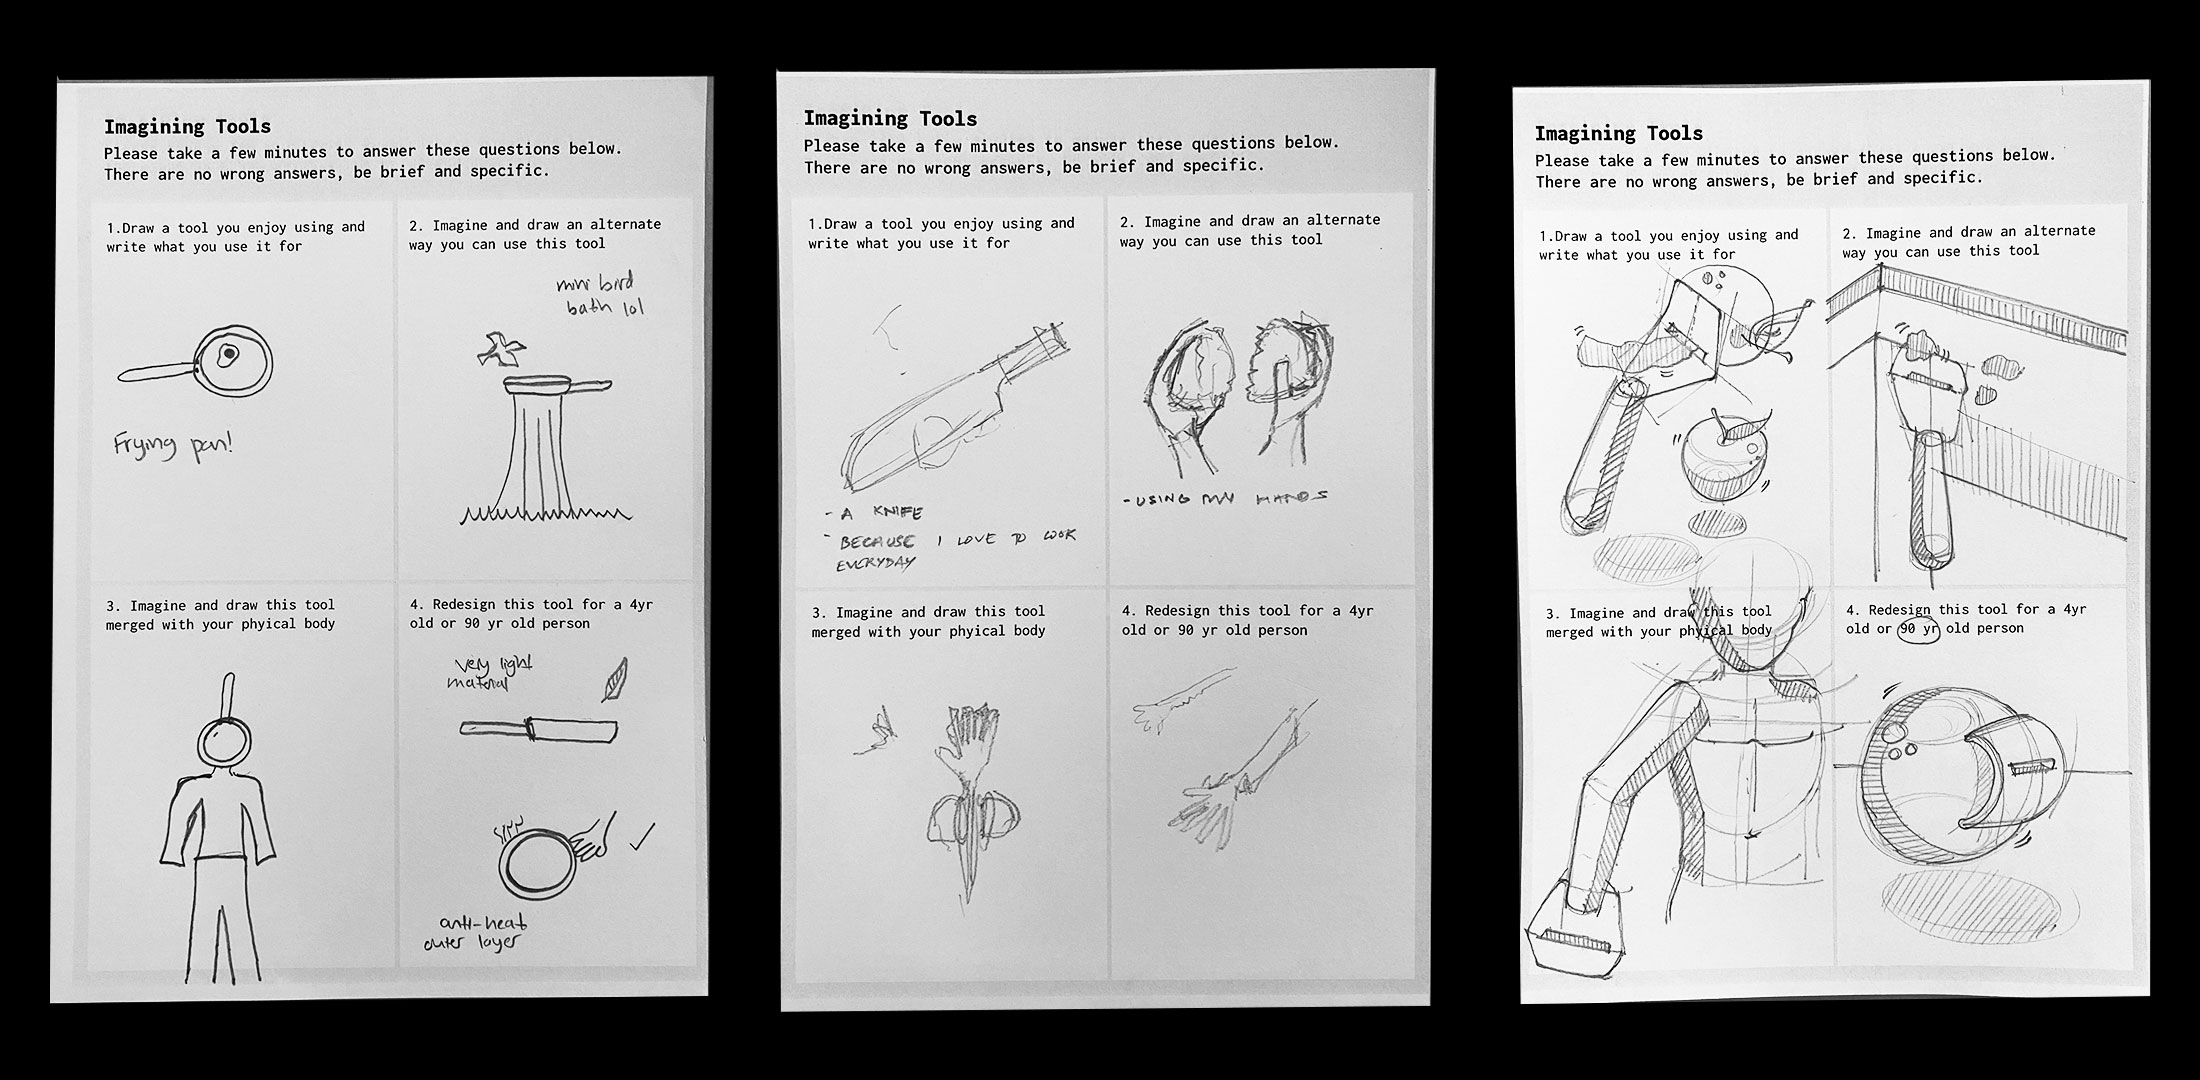 Imagining Tools
Please take a few minutes to answer these questions below.
There are no wrong answers, be brief and specific.
1.Draw a tool you enjoy using and
write what you use it for
Frying pan!
2. Imagine and draw an alternate
way you can use this tool
mini bird
bath lol
3. Imagine and draw this tool
merged with your phyical body
4. Redesign this tool for a 4yr
old or 90 yr old person
very light
material
anti-heat
outer layer
Imagining Tools
Please take a few minutes to answer these questions below.
There are no wrong answers, be brief and specific.
1.Draw a tool you enjoy using and
write what you use it for
- A KNIFE
- BECAUSE I LOVE TO COOK
EVERYDAY
2. Imagine and draw an alternate
way you can use this tool
- USING MY HANDS
3. Imagine and draw this tool
merged with your phyical body
4. Redesign this tool for a 4yr
old or 90 yr old person
Imagining Tools
Please take a few minutes to answer these questions below.
There are no wrong answers, be brief and specific.
1.Draw a tool you enjoy using and
write what you use it for
2. Imagine and draw an alternate
way you can use this tool
3. Imagine and draw this tool
merged with your phyical body
4. Redesign this tool for a 4yr
old or 90 yr old person